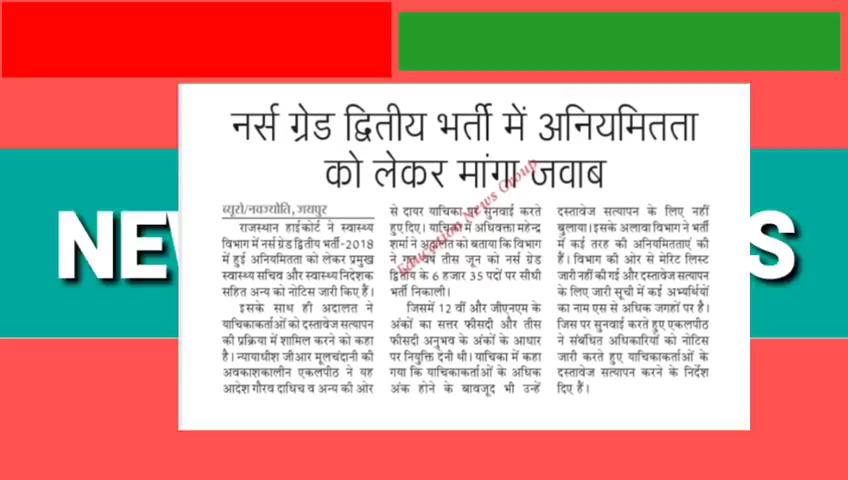 नर्स ग्रेड द्वितीय भर्ती में अनियमितता
को लेकर मांगा जवाब
ब्यूरो/नवज्योति, जयपुर
राजस्थान हाईकोर्ट ने स्वास्थ्य
विभाग में नर्स ग्रेड द्वितीय भर्ती-2018
में हुई अनियमितता को लेकर प्रमुख
स्वास्थ्य सचिव और स्वास्थ्य निदेशक
सहित अन्य को नोटिस जारी किए हैं।
इसके साथ ही अदालत ने
याचिकाकर्ताओं को दस्तावेज सत्यापन
की प्रक्रिया में शामिल करने को कहा
है। न्यायाधीश जीआर मूलचंदानी की
अवकाशकालीन एकलपीठ ने यह
आदेश गौरव दाधिच व अन्य की ओर
से दायर याचिका पर सुनवाई करते
हुए दिए। याचिका में अधिवक्ता महेन्द्र
शर्मा ने अदालत को बताया कि विभाग
ने गत वर्ष तीस जून को नर्स ग्रेड
द्वितीय के 6 हजार 35 पदों पर सीधी
भर्ती निकाली।
जिसमें 12 वीं और जीएनएम के
अंकों का सत्तर फीसदी और तीस
फीसदी अनुभव के अंकों के आधार
पर नियुक्ति देनी थी। याचिका में कहा
गया कि याचिकाकर्ताओं के अधिक
अंक होने के बावजूद भी उन्हें
दस्तावेज सत्यापन के लिए नहीं
बुलाया। इसके अलावा विभाग ने भर्ती
में कई तरह की अनियमितताएं की
हैं। विभाग की ओर से मेरिट लिस्ट
जारी नहीं की गई और दस्तावेज सत्यापन
के लिए जारी सूची में कई अभ्यर्थियों
का नाम एस से अधिक जगहों पर है।
जिस पर सुनवाई करते हुए एकलपीठ
ने संबंधित अधिकारियों को नोटिस
जारी करते हुए याचिकाकर्ताओं के
दस्तावेज सत्यापन करने के निर्देश
दिए हैं।
Education News Group
NEW
S